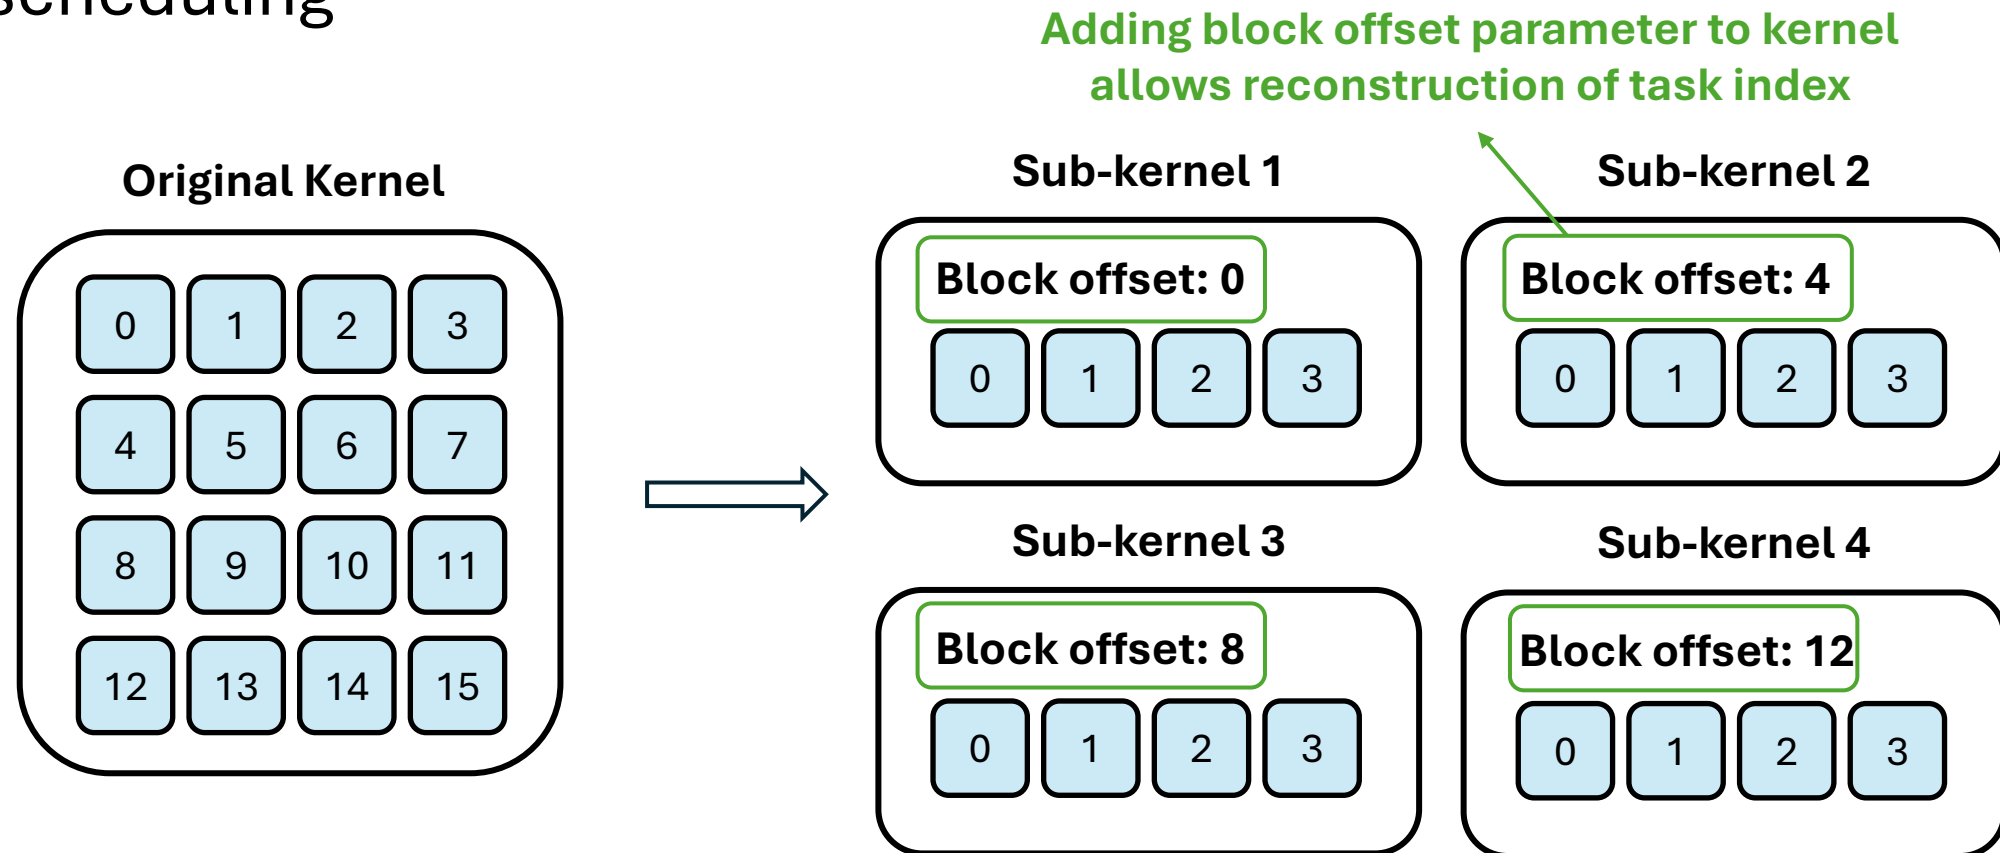 scheduling
Adding block offset parameter to kernel
allows reconstruction of task index
Original Kernel
0 1 2 3
4 5 6 7
8 9 10 11
12 13 14 15
Sub-kernel 1
Block offset: 0
0 1 2 3
Sub-kernel 2
Block offset: 4
0 1 2 3
Sub-kernel 3
Block offset: 8
0 1 2 3
Sub-kernel 4
Block offset: 12
0 1 2 3